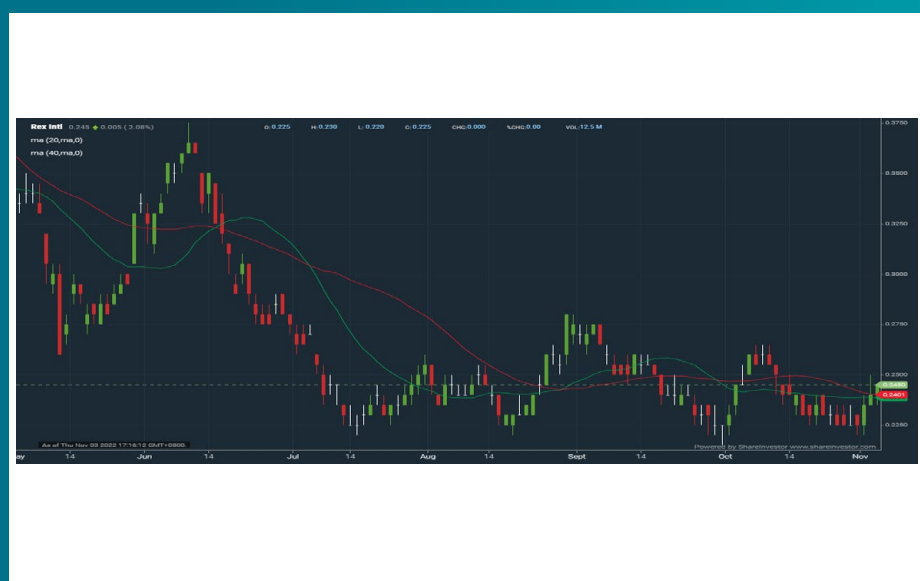 Rex Intl 0.245 0.005 ( 2.08%) O: 0.225 H: 0.230 L: 0.220 C: 0.225 CHG: 0.000 %CHG: 0.00 VOL: 12.5 M
ma (20,ma,0)
ma (40,ma,0)
0.3750
0.3500
0.3250
0.3000
0.2750
0.2500
0.2450
0.2401
0.2250
As of Thu Nov 03 2022 17:16:12 GMT+0800.
Powered by ShareInvestor www.shareinvestor.com
ay 14 Jun 14 Jul 14 Aug 14 Sept 14 Oct 14 Nov